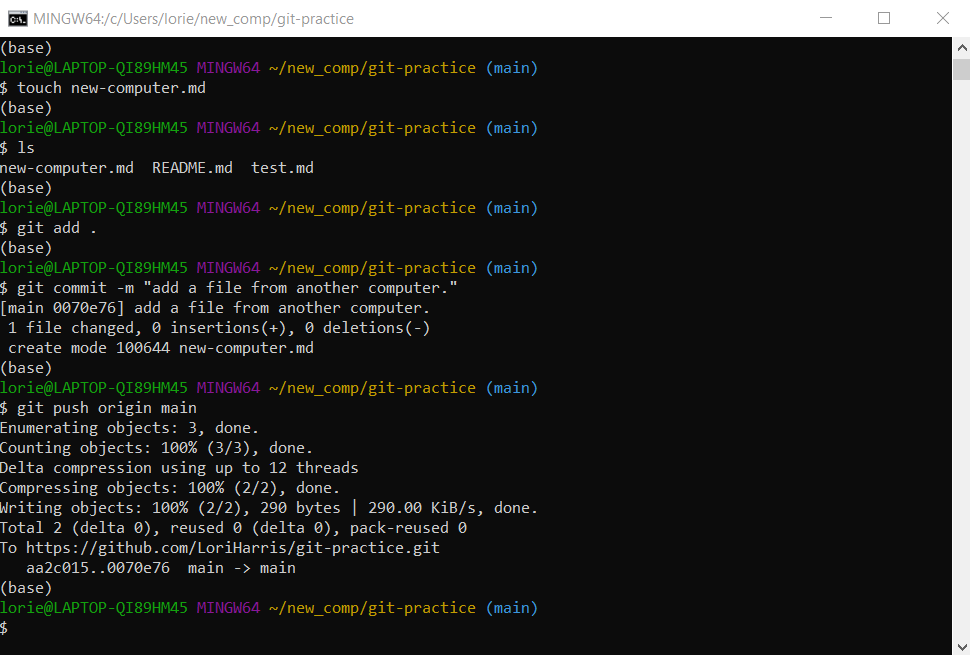 MINGW64:/c/Users/lorie/new_comp/git-practice
(base)
lorie@LAPTOP-QI89HM45 MINGW64 ~/new_comp/git-practice (main)
$ touch new-computer.md
(base)
lorie@LAPTOP-QI89HM45 MINGW64 ~/new_comp/git-practice (main)
$ ls
new-computer.md  README.md  test.md
(base)
lorie@LAPTOP-QI89HM45 MINGW64 ~/new_comp/git-practice (main)
$ git add .
(base)
lorie@LAPTOP-QI89HM45 MINGW64 ~/new_comp/git-practice (main)
$ git commit -m "add a file from another computer."
[main 0070e76] add a file from another computer.
 1 file changed, 0 insertions(+), 0 deletions(-)
 create mode 100644 new-computer.md
(base)
lorie@LAPTOP-QI89HM45 MINGW64 ~/new_comp/git-practice (main)
$ git push origin main
Enumerating objects: 3, done.
Counting objects: 100% (3/3), done.
Delta compression using up to 12 threads
Compressing objects: 100% (2/2), done.
Writing objects: 100% (2/2), 290 bytes | 290.00 KiB/s, done.
Total 2 (delta 0), reused 0 (delta 0), pack-reused 0
To https://github.com/LoriHarris/git-practice.git
   aa2c015..0070e76  main -> main
(base)
lorie@LAPTOP-QI89HM45 MINGW64 ~/new_comp/git-practice (main)
$